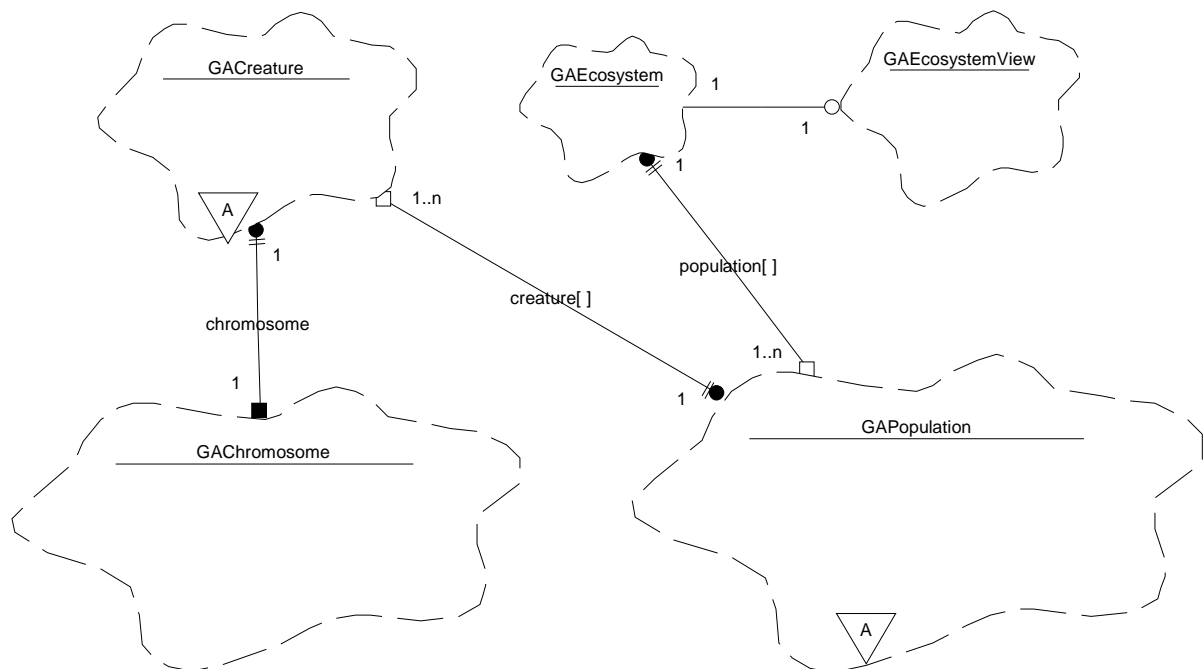 GACreature
GAEcosystem
GAEcosystemView
1
1
1
A
1..n
1
population[ ]
creature[ ]
chromosome
1..n
1
1
GAPopulation
GAChromosome
A